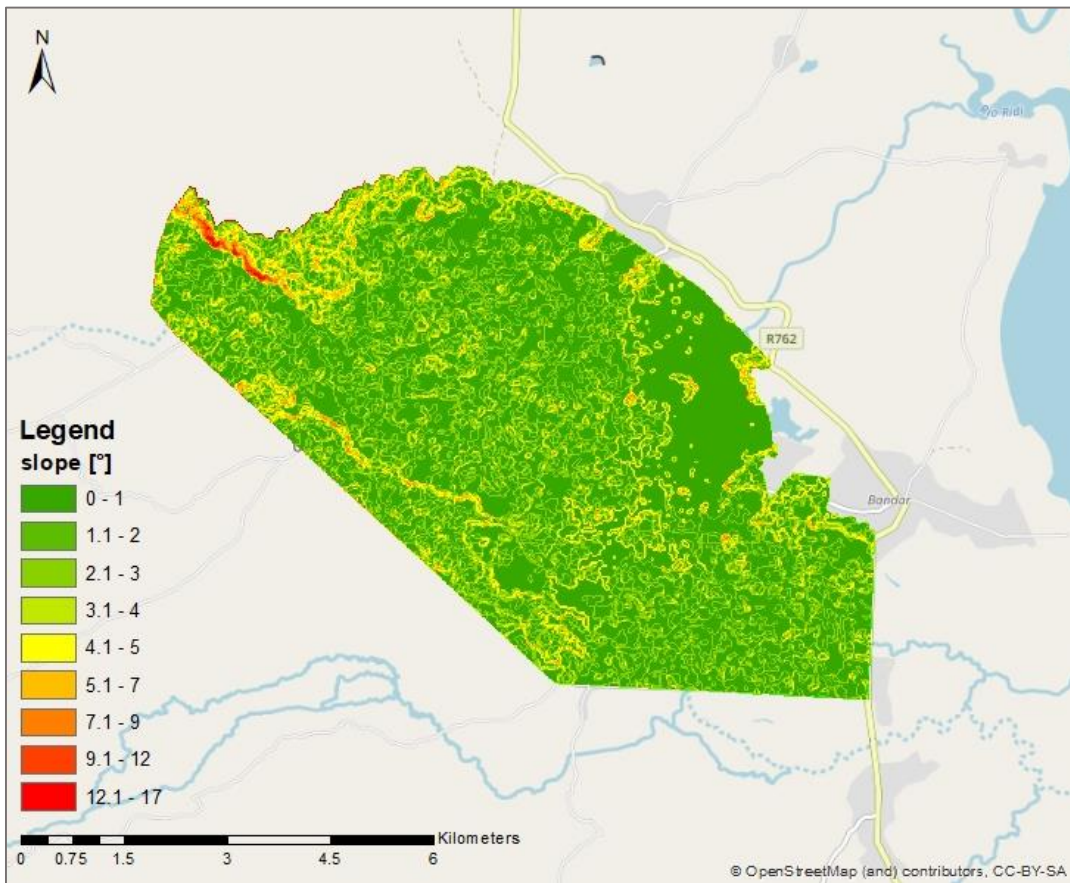 N
Rio Ridi
R762
Bandar
Legend
slope [°]
0 - 1
1.1 - 2
2.1 - 3
3.1 - 4
4.1 - 5
5.1 - 7
7.1 - 9
9.1 - 12
12.1 - 17
Kilometers
0 0.75 1.5 3 4.5 6
© OpenStreetMap (and) contributors, CC-BY-SA